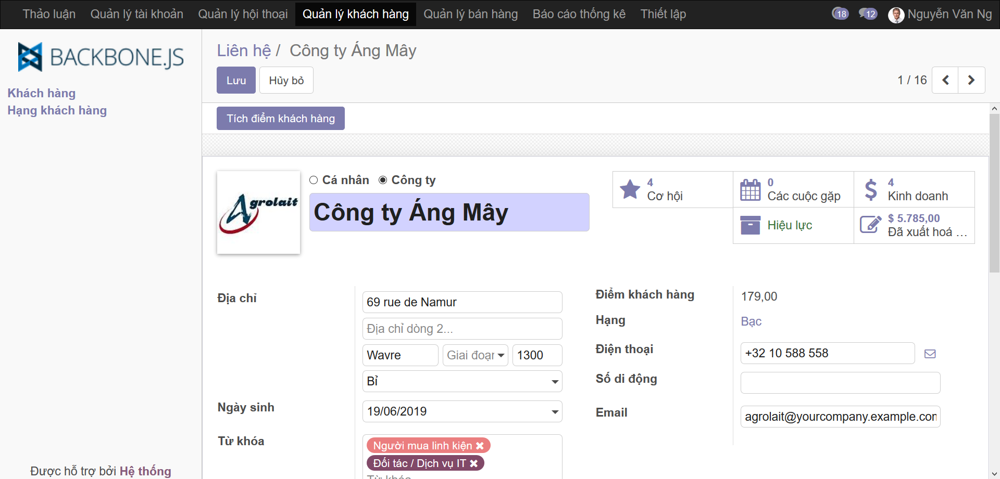 Thảo luận Quản lý tài khoản Quản lý hội thoại Quản lý khách hàng Quản lý bán hàng Báo cáo thống kê Thiết lập 18 12 Nguyễn Văn Ng
BACKBONE.JS
Khách hàng
Hạng khách hàng
Được hỗ trợ bởi Hệ thống
Liên hệ / Công ty Áng Mây
Lưu Hủy bỏ
1 / 16
Tích điểm khách hàng
Agrolait
Cá nhân Công ty
Công ty Áng Mây
4
Cơ hội
0
Các cuộc gặp
4
Kinh doanh
Hiệu lực
$ 5.785,00
Đã xuất hoá ...
Địa chỉ
69 rue de Namur
Địa chỉ dòng 2...
Wavre Giai đoạn 1300
Bỉ
Ngày sinh 19/06/2019
Từ khóa
Người mua linh kiện ✖
Đối tác / Dịch vụ IT ✖
Từ khóa
Điểm khách hàng 179,00
Hạng Bạc
Điện thoại +32 10 588 558
Số di động
Email agrolait@yourcompany.example.com